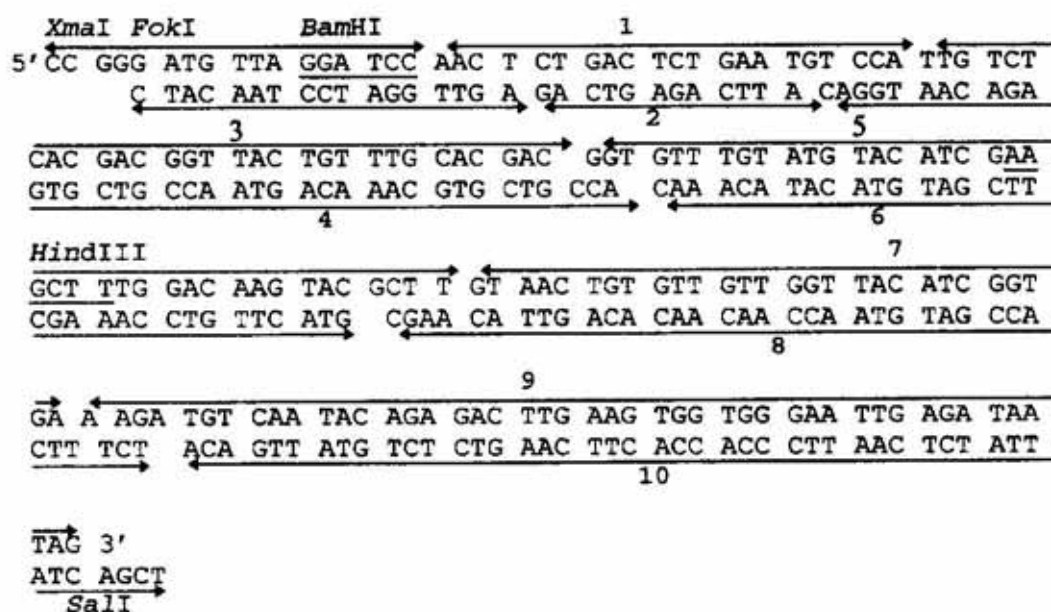 XmaI FokI BamHI 1
5'CC GGG ATG TTA GGA TCC AAC T CT GAC TCT GAA TGT CCA TTG TCT
C TAC AAT CCT AGG TTG A GA CTG AGA CTT A CAGGT AAC AGA
2
3 5
CAC GAC GGT TAC TGT TTG CAC GAC GGT GTT TGT ATG TAC ATC GAA
GTG CTG CCA ATG ACA AAC GTG CTG CCA CAA ACA TAC ATG TAG CTT
4 6
HindIII 7
GCT TTG GAC AAG TAC GCT T GT AAC TGT GTT GTT GGT TAC ATC GGT
CGA AAC CTG TTC ATG CGAA CA TTG ACA CAA CAA CCA ATG TAG CCA
8
9
GA A AGA TGT CAA TAC AGA GAC TTG AAG TGG TGG GAA TTG AGA TAA
CTT TCT ACA GTT ATG TCT CTG AAC TTC ACC ACC CTT AAC TCT ATT
10
TAG 3'
ATC AGCT
SalI